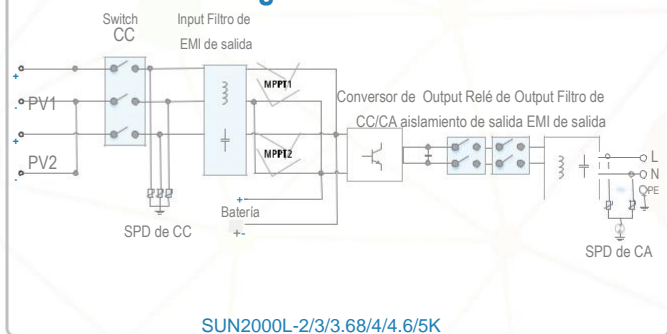 Switch
CC
Input Filtro de
EMI de salida
+
PV1
-
+
PV2
-
MPPT1
MPPT2
Conversor de
CC/CA
Output Relé de
aislamiento de salida
Output Filtro de
EMI de salida
L
N
PE
SPD de CC
+
Batería
+-
SPD de CA
SUN2000L-2/3/3.68/4/4.6/5K